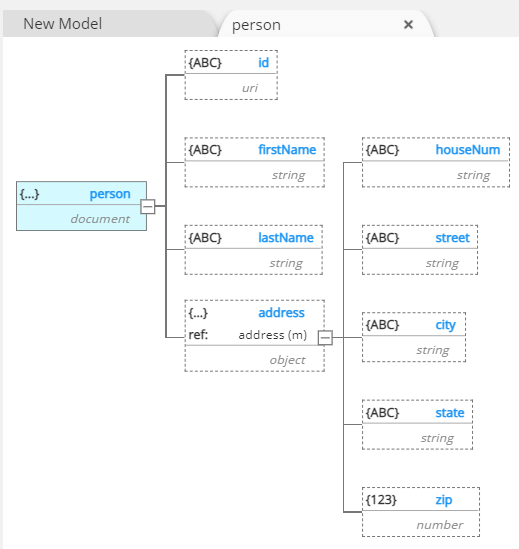 New Model
person
{ABC} id
uri
{ABC} firstName
string
{...} person
document
{ABC} lastName
string
{...} address
ref: address (m)
object
{ABC} houseNum
string
{ABC} street
string
{ABC} city
string
{ABC} state
string
{123} zip
number